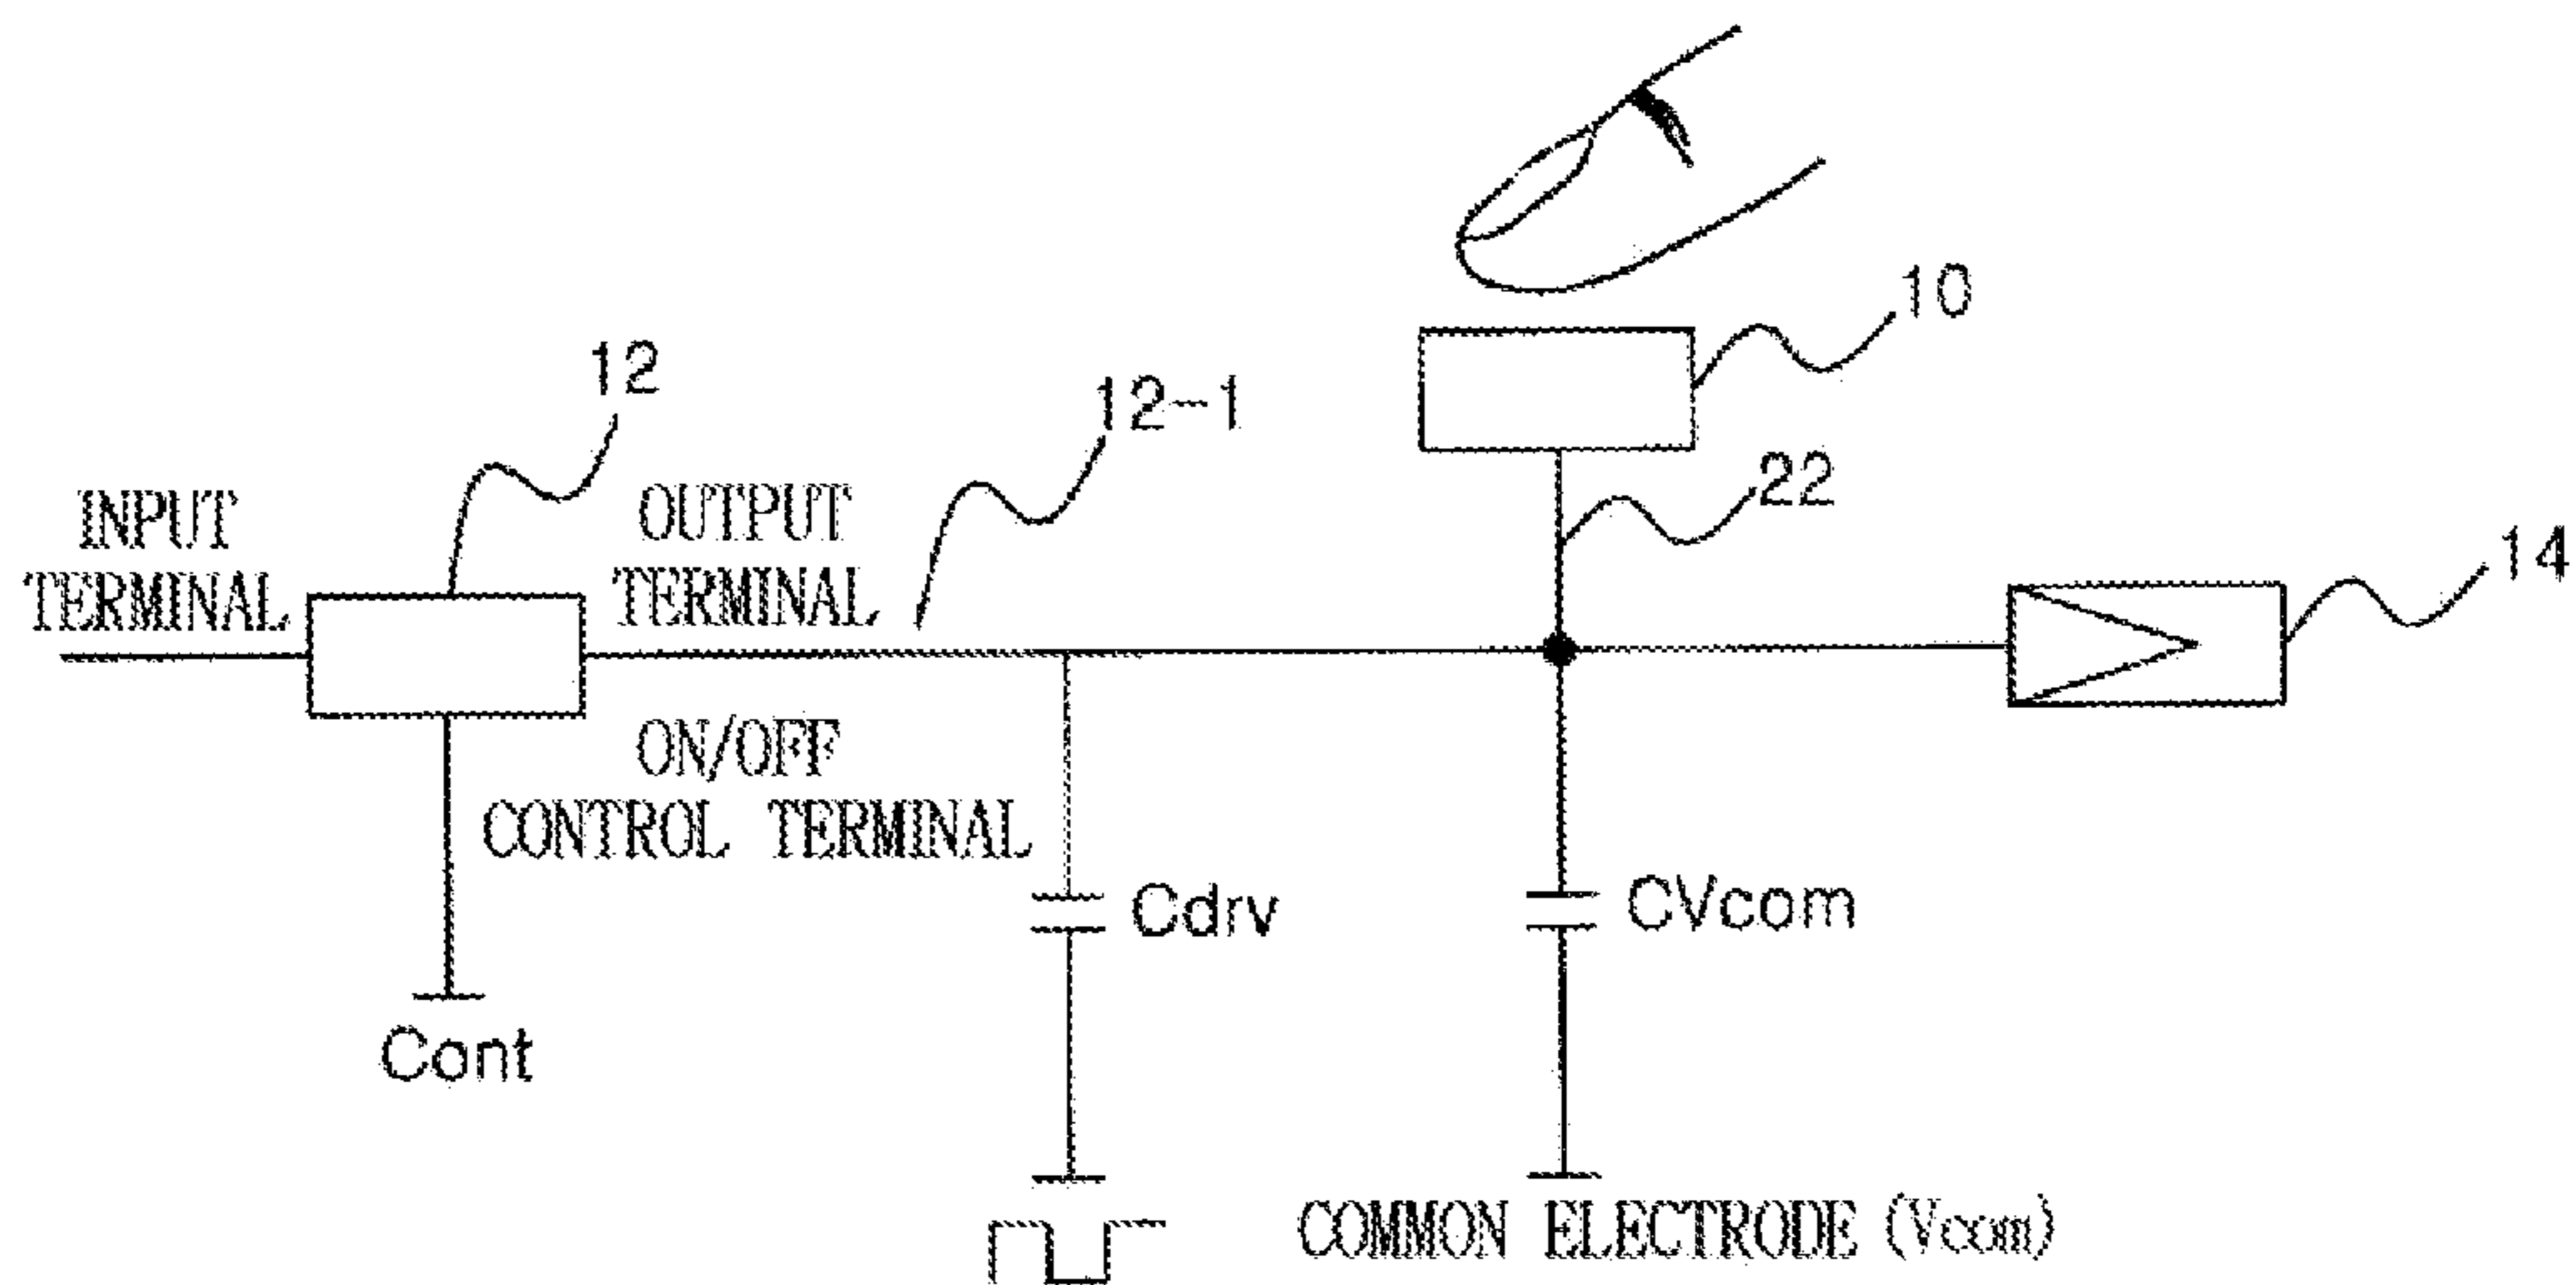 10
12
12-1
22
14
INPUT
TERMINAL
OUTPUT
TERMINAL
ON/OFF
CONTROL TERMINAL
Cdrv
CVcom
Cont
COMMON ELECTRODE (Vcom)